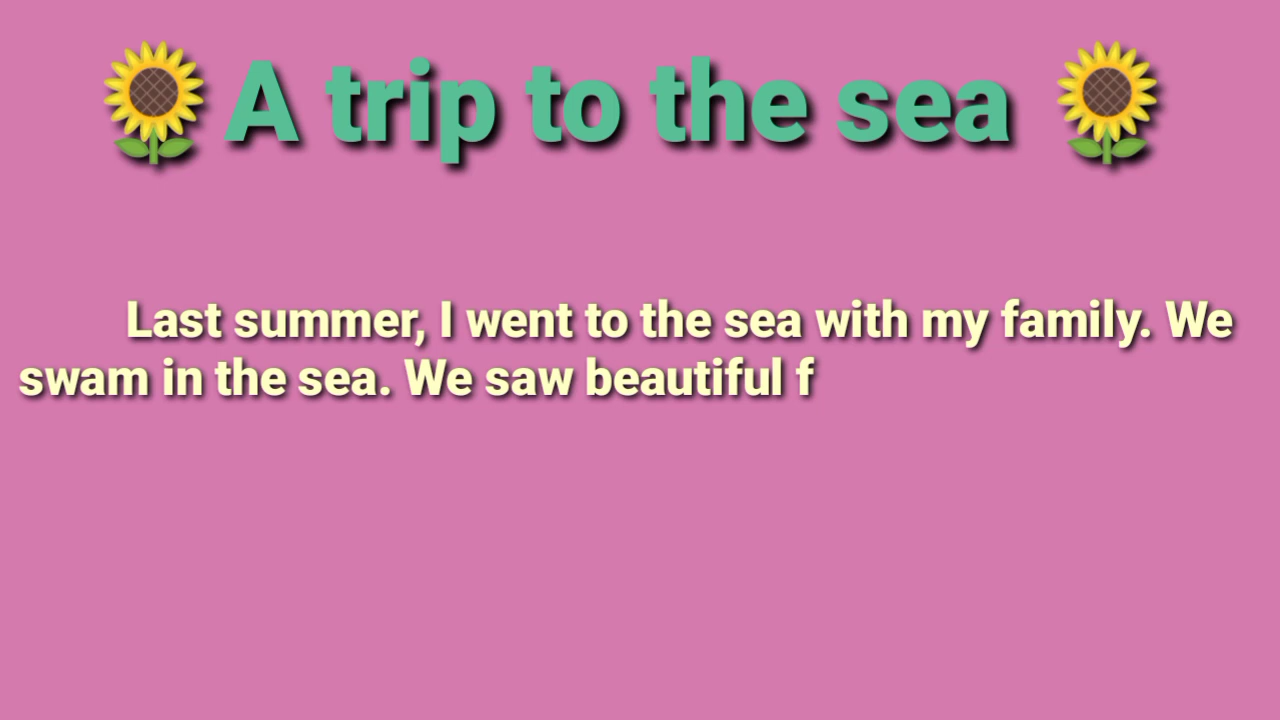 🌻A trip to the sea 🌻
Last summer, I went to the sea with my family. We
swam in the sea. We saw beautiful f